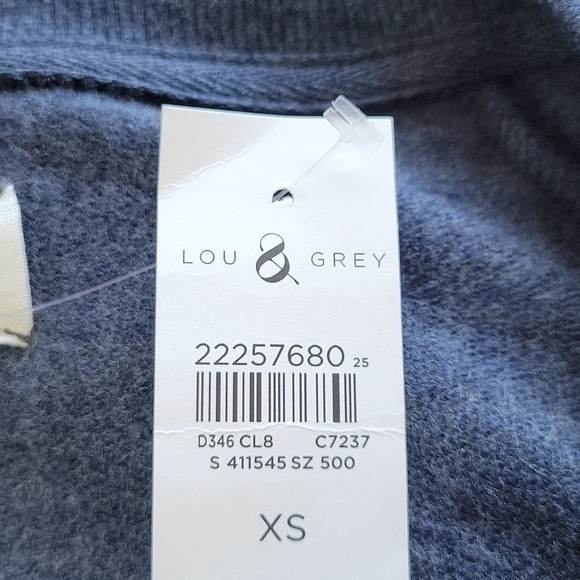 LOU & GREY
22257680 25
D346 CL8 C7237
S 411545 SZ 500
XS